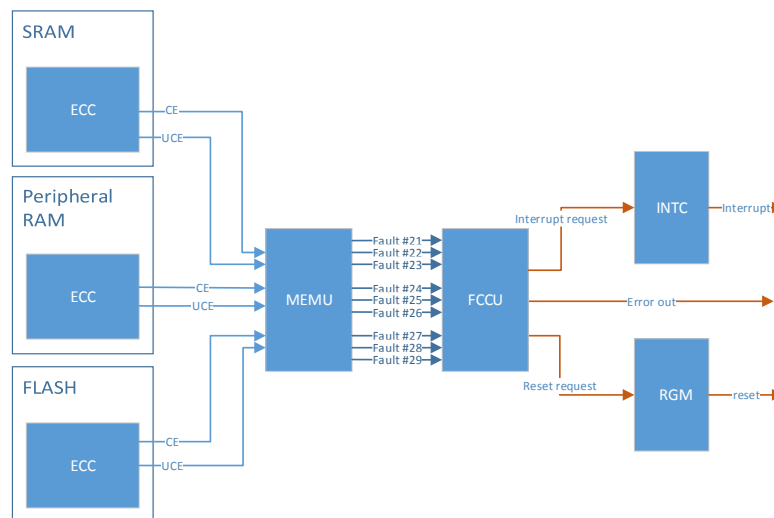 SRAM
ECC
CE
UCE
Peripheral
RAM
ECC
CE
UCE
FLASH
ECC
CE
UCE
MEMU
Fault #21
Fault #22
Fault #23
Fault #24
Fault #25
Fault #26
Fault #27
Fault #28
Fault #29
FCCU
Interrupt request
INTC
Interrupt
Error out
Reset request
RGM
reset